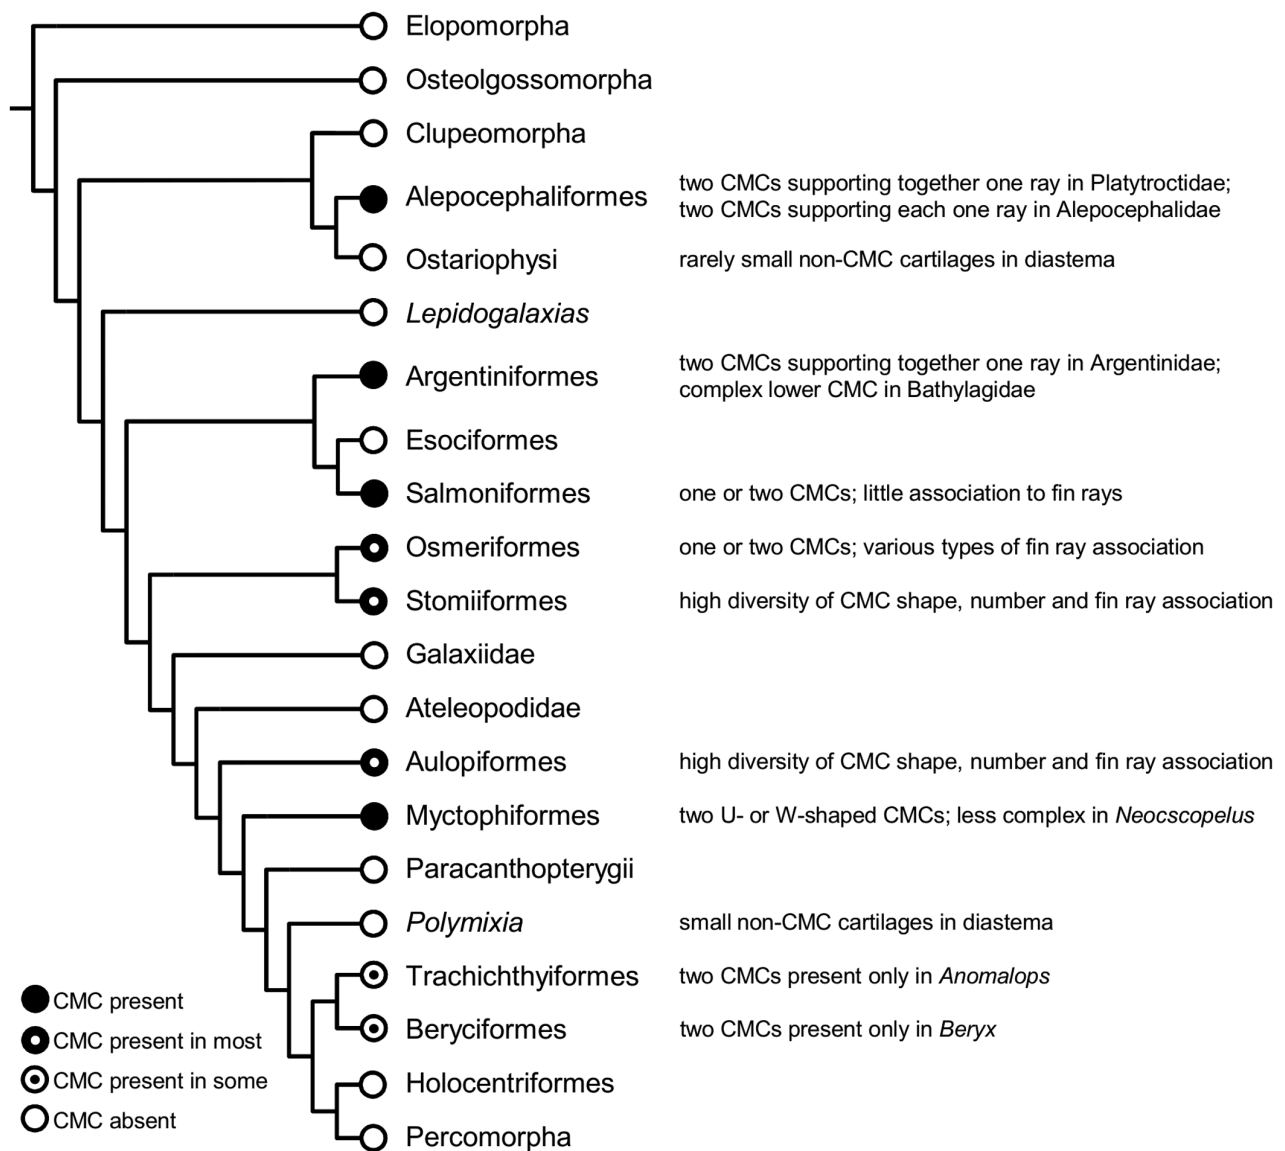 Elopomorpha
Osteolgossomorpha
Clupeomorpha
Alepocephaliformes
two CMCs supporting together one ray in Platytroctidae;
two CMCs supporting each one ray in Alepocephalidae
Ostariophysi
rarely small non-CMC cartilages in diastema
Lepidogalaxias
Argentiniformes
two CMCs supporting together one ray in Argentinidae;
complex lower CMC in Bathylagidae
Esociformes
Salmoniformes
one or two CMCs; little association to fin rays
Osmeriformes
one or two CMCs; various types of fin ray association
Stomiiformes
high diversity of CMC shape, number and fin ray association
Galaxiidae
Ateleopodidae
Aulopiformes
high diversity of CMC shape, number and fin ray association
Myctophiformes
two U- or W-shaped CMCs; less complex in Neocscopelus
Paracanthopterygii
Polymixia
small non-CMC cartilages in diastema
Trachichthyiformes
two CMCs present only in Anomalops
Beryciformes
two CMCs present only in Beryx
Holocentriformes
Percomorpha
CMC present
CMC present in most
CMC present in some
CMC absent